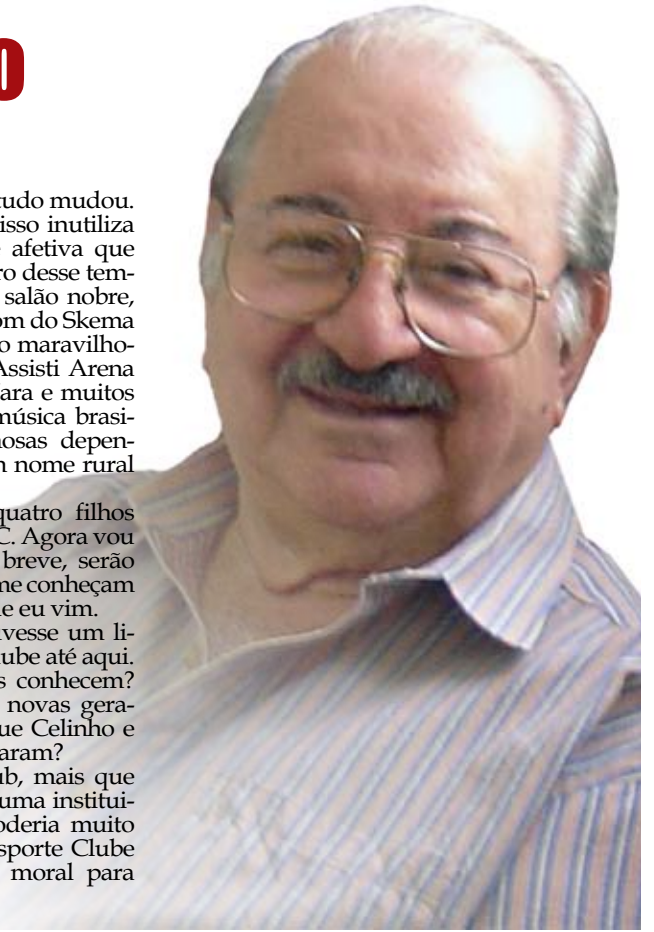 O
tudo mudou.
isso inutiliza
afetiva que
ro desse tem-
salão nobre,
om do Skema
o maravilho-
Assisti Arena
ara e muitos
música brasi-
osas depen-
nome rural
quatro filhos
C. Agora vou
breve, serão
me conheçam
e eu vim.
ivesse um li-
lube até aqui.
s conhecem?
novas gera-
ue Celinho e
aram?
ub, mais que
uma institui-
oderia muito
sporte Clube
moral para